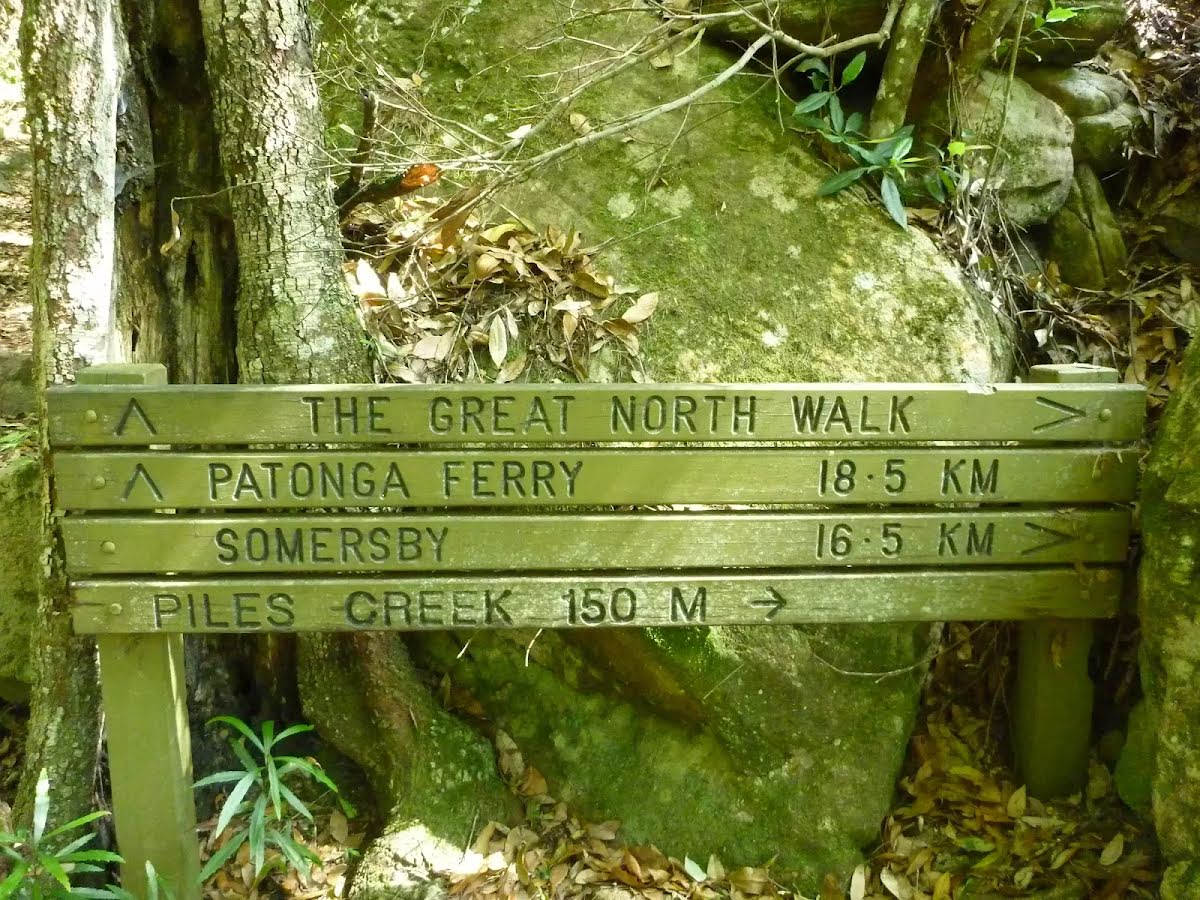 ∧ THE GREAT NORTH WALK >
∧ PATONGA FERRY 18·5 KM
SOMERSBY 16·5 KM >
PILES CREEK 150 M →